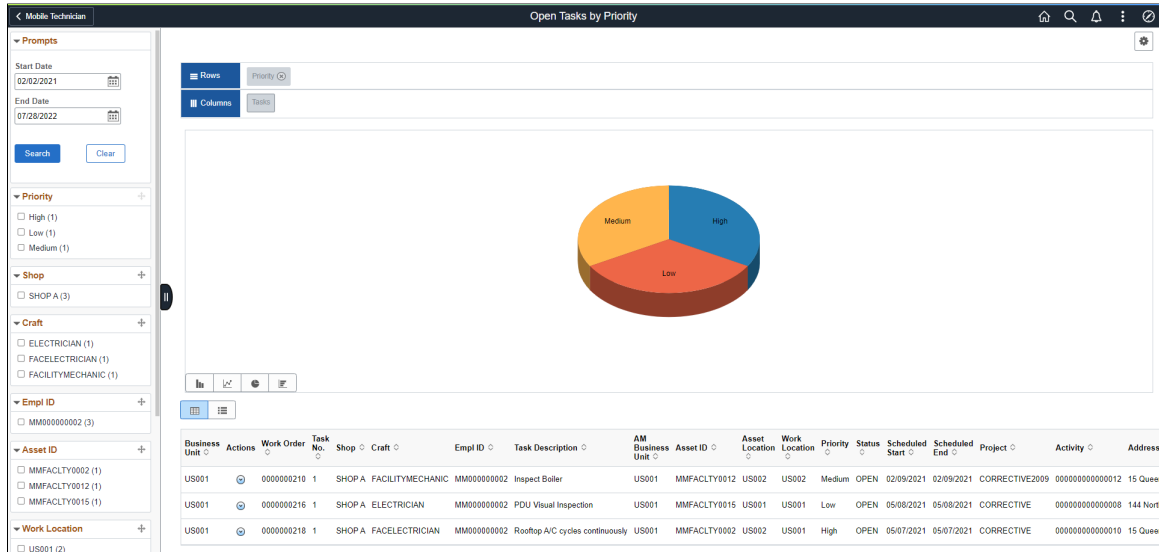 Mobile Technician
Open Tasks by Priority
Prompts
Start Date
02/02/2021
End Date
07/28/2022
Search Clear
Priority
High (1)
Low (1)
Medium (1)
Shop
SHOP A (3)
Craft
ELECTRICIAN (1)
FACELECTRICIAN (1)
FACILITYMECHANIC (1)
Empl ID
MM000000002 (3)
Asset ID
MMFACLTY0002 (1)
MMFACLTY0012 (1)
MMFACLTY0015 (1)
Work Location
US001 (2)
Rows Priority
Columns Tasks
Medium High
Low
Business Unit Actions Work Order Task No. Shop Craft Empl ID Task Description AM Business Unit Asset ID Asset Location Work Location Priority Status Scheduled Start Scheduled End Project Activity Address
US001 0000000210 1 SHOP A FACILITYMECHANIC MM000000002 Inspect Boiler US001 MMFACLTY0012 US002 US002 Medium OPEN 02/09/2021 02/09/2021 CORRECTIVE2009 000000000000012 15 Quee
US001 0000000216 1 SHOP A ELECTRICIAN MM000000002 PDU Visual Inspection US001 MMFACLTY0015 US001 US001 Low OPEN 05/08/2021 05/08/2021 CORRECTIVE 000000000000008 144 Nort
US001 0000000218 1 SHOP A FACELECTRICIAN MM000000002 Rooftop A/C cycles continuously US001 MMFACLTY0002 US002 US001 High OPEN 05/07/2021 05/07/2021 CORRECTIVE 000000000000010 15 Quee